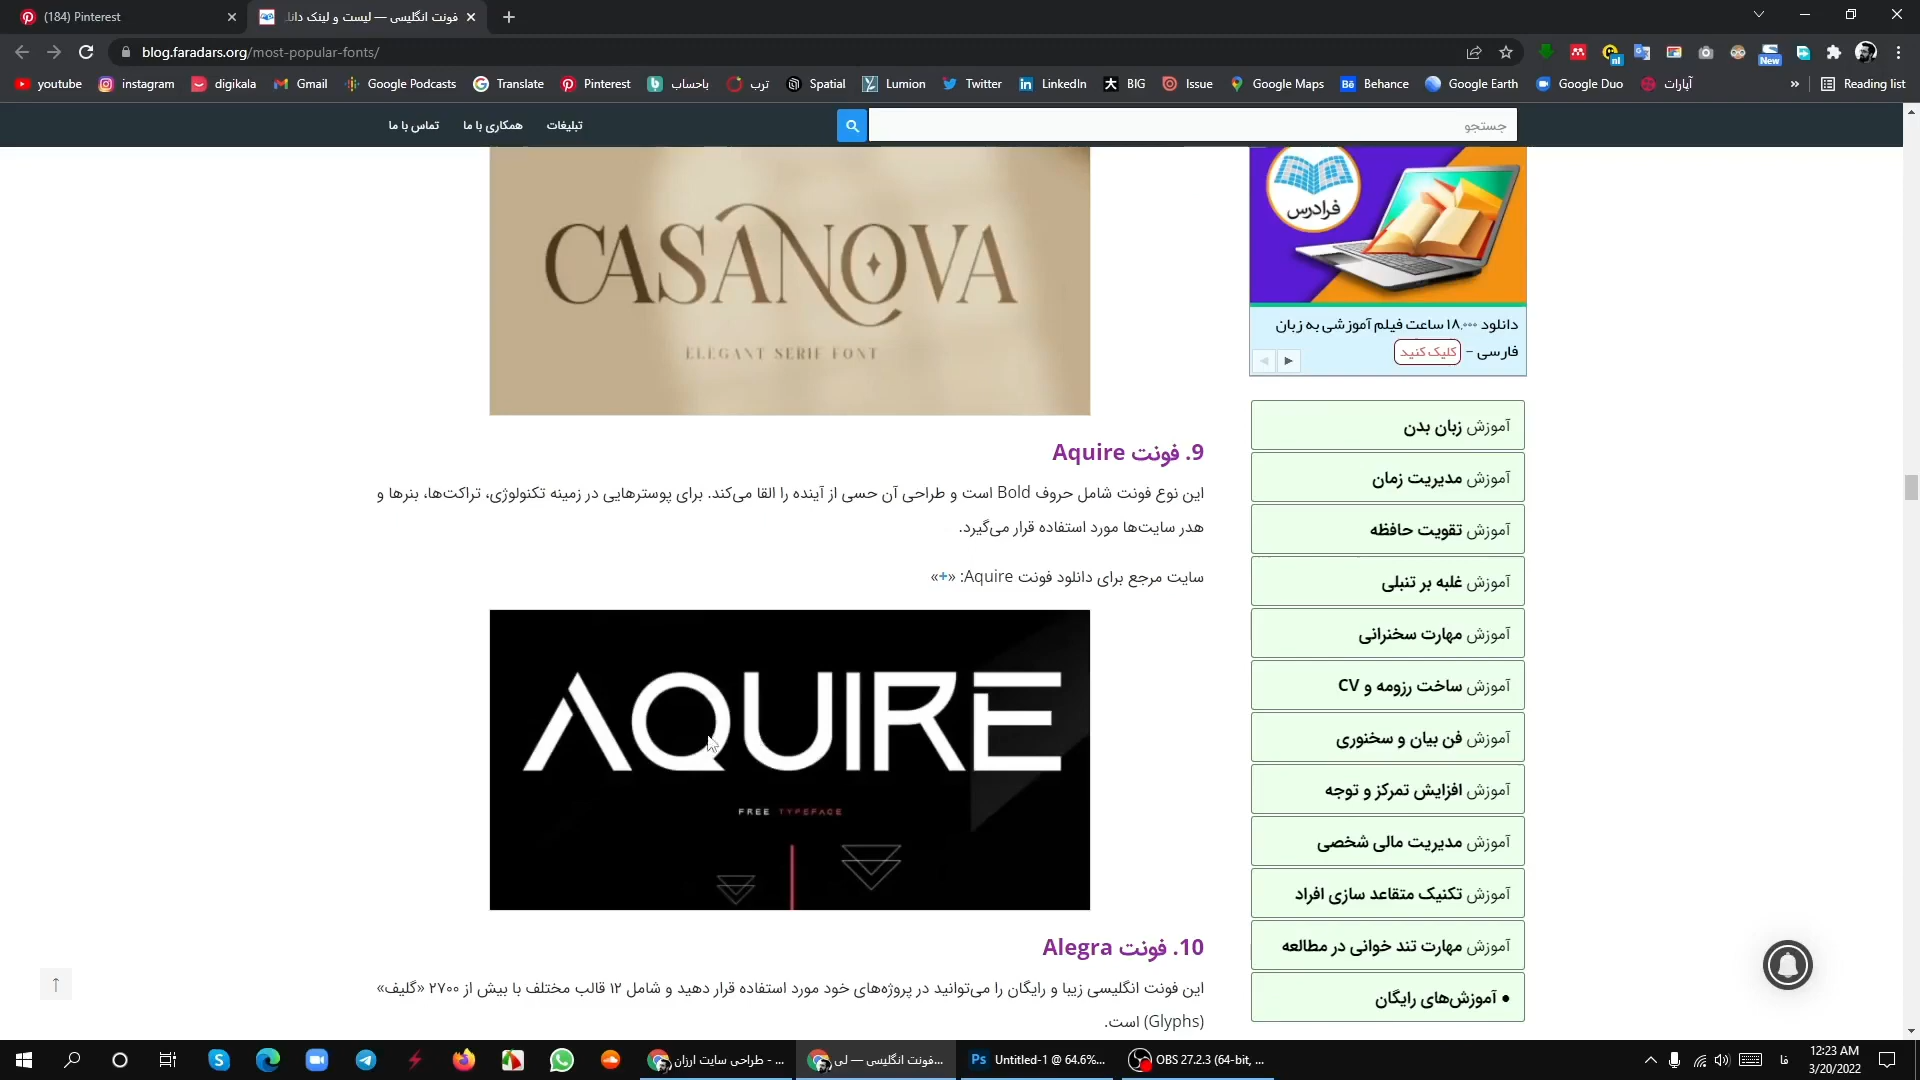 (184) Pinterest
فونت انگلیسی — لیست و لینک دانل
blog.faradars.org/most-popular-fonts/
nl
New
youtube
instagram
digikala
Gmail
Google Podcasts
Translate
Pinterest
باحساب
ترب
Spatial
Lumion
Twitter
LinkedIn
BIG
Issue
Google Maps
Bē
Behance
Google Earth
Google Duo
آپارات
»
Reading list
جستجو
تبلیغات
همکاری با ما
تماس با ما
CASANOVA
ELEGANT SERIF FONT
9. فونت Aquire
این نوع فونت شامل حروف Bold است و طراحی آن حسی از آینده را القا می‌کند. برای پوسترهایی در زمینه تکنولوژی، تراکت‌ها، بنرها و
هدر سایت‌ها مورد استفاده قرار می‌گیرد.
سایت مرجع برای دانلود فونت Aquire: «+»
AQUIRE
FREE TYPEFACE
10. فونت Alegra
این فونت انگلیسی زیبا و رایگان را می‌توانید در پروژه‌های خود مورد استفاده قرار دهید و شامل ۱۲ قالب مختلف با بیش از ۲۷۰۰ «گلیف»
(Glyphs) است.
فرادرس
دانلود ۱۸,۰۰۰ ساعت فیلم آموزشی به زبان
فارسی – کلیک کنید
آموزش زبان بدن
آموزش مدیریت زمان
آموزش تقویت حافظه
آموزش غلبه بر تنبلی
آموزش مهارت سخنرانی
آموزش ساخت رزومه و CV
آموزش فن بیان و سخنوری
آموزش افزایش تمرکز و توجه
آموزش مدیریت مالی شخصی
آموزش تکنیک متقاعد سازی افراد
آموزش مهارت تند خوانی در مطالعه
• آموزش‌های رایگان
طراحی سایت ارزان - ...
فونت انگلیسی — لی...
Ps
Untitled-1 @ 64.6%...
OBS 27.2.3 (64-bit, ...
فا
12:23 AM
3/20/2022